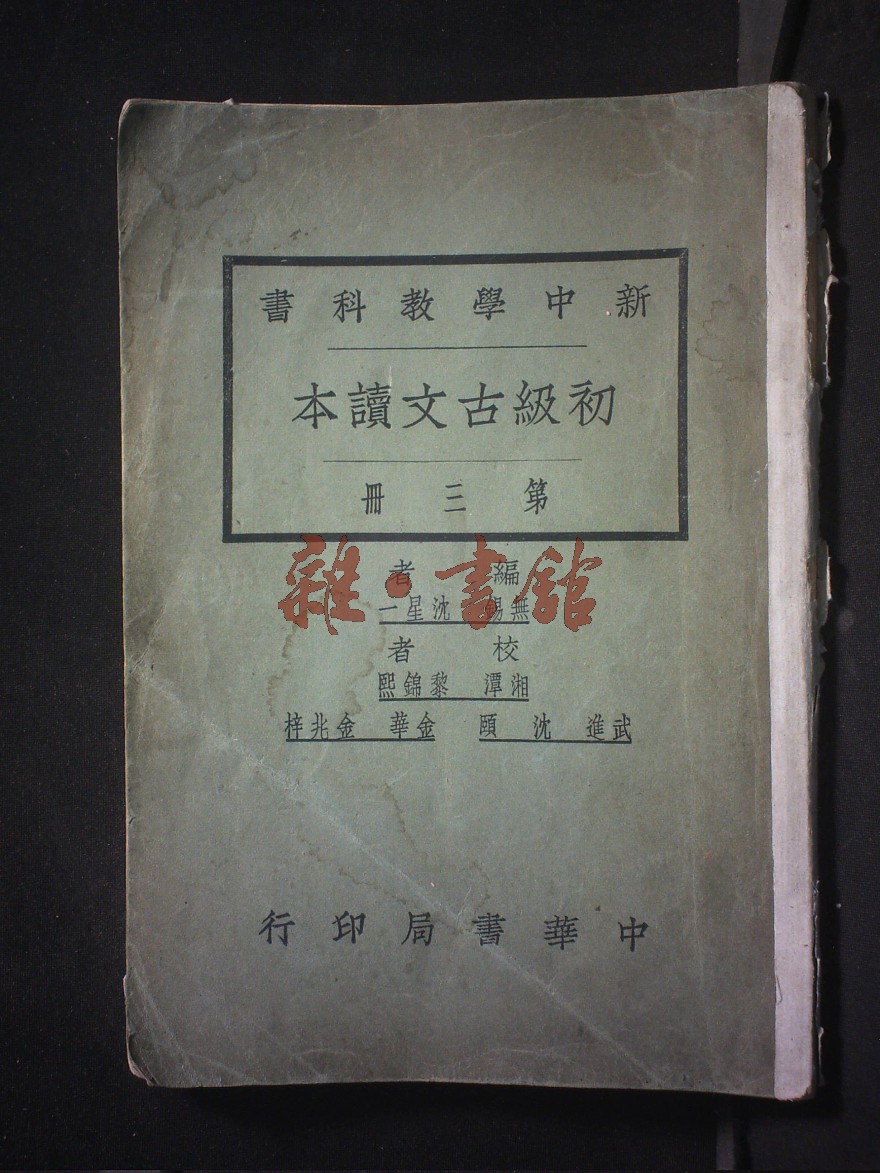 新中學教科書
初級古文讀本
第三冊
編者
無錫沈星一
校者
湘潭黎錦熙
武進沈頤 金華金兆梓
中華書局印行
雜·書館